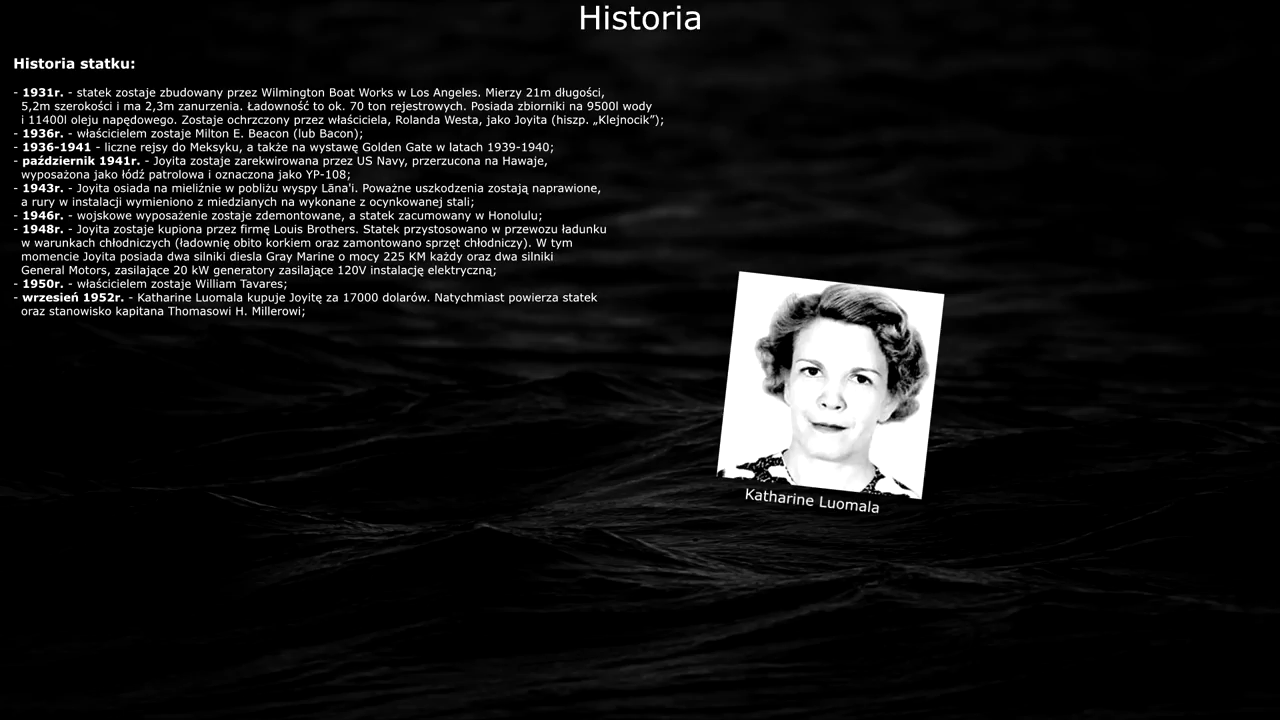 Historia
Historia statku:
- 1931r. - statek zostaje zbudowany przez Wilmington Boat Works w Los Angeles. Mierzy 21m długości,
5,2m szerokości i ma 2,3m zanurzenia. Ładowność to ok. 70 ton rejestrowych. Posiada zbiorniki na 9500l wody
i 11400l oleju napędowego. Zostaje ochrzczony przez właściciela, Rolanda Westa, jako Joyita (hiszp. „Klejnocik”);
- 1936r. - właścicielem zostaje Milton E. Beacon (lub Bacon);
- 1936-1941 - liczne rejsy do Meksyku, a także na wystawę Golden Gate w latach 1939-1940;
- październik 1941r. - Joyita zostaje zarekwirowana przez US Navy, przerzucona na Hawaje,
wyposażona jako łódź patrolowa i oznaczona jako YP-108;
- 1943r. - Joyita osiada na mieliźnie w pobliżu wyspy Lāna'i. Poważne uszkodzenia zostają naprawione,
a rury w instalacji wymieniono z miedzianych na wykonane z ocynkowanej stali;
- 1946r. - wojskowe wyposażenie zostaje zdemontowane, a statek zacumowany w Honolulu;
- 1948r. - Joyita zostaje kupiona przez firmę Louis Brothers. Statek przystosowano w przewozu ładunku
w warunkach chłodniczych (ładownię obito korkiem oraz zamontowano sprzęt chłodniczy). W tym
momencie Joyita posiada dwa silniki diesla Gray Marine o mocy 225 KM każdy oraz dwa silniki
General Motors, zasilające 20 kW generatory zasilające 120V instalację elektryczną;
- 1950r. - właścicielem zostaje William Tavares;
- wrzesień 1952r. - Katharine Luomala kupuje Joyitę za 17000 dolarów. Natychmiast powierza statek
oraz stanowisko kapitana Thomasowi H. Millerowi;
Katharine Luomala